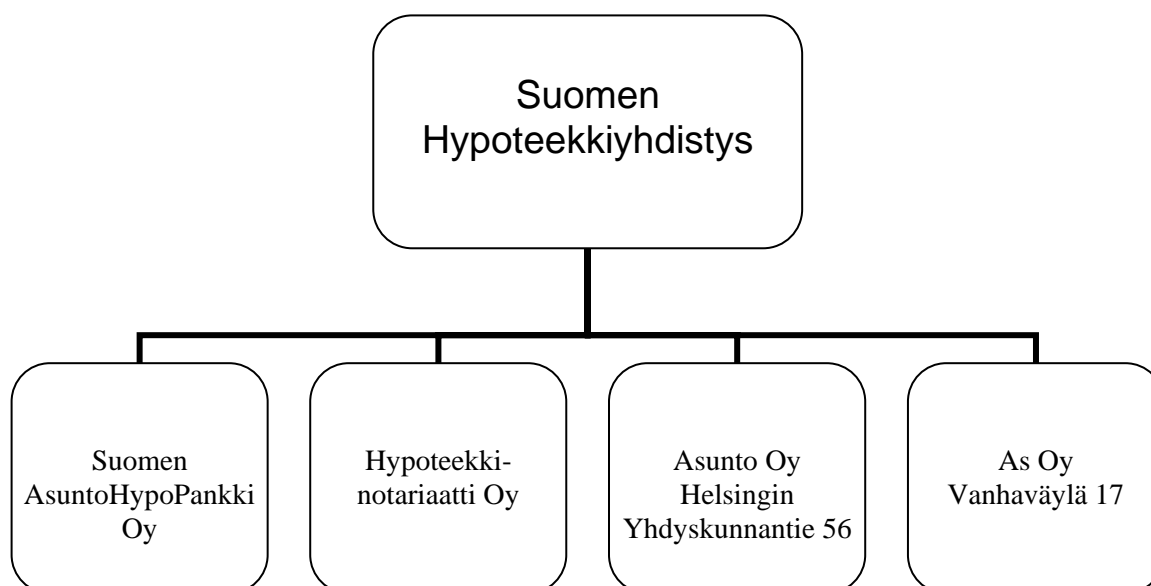 Suomen
Hypoteekkiyhdistys
Suomen
AsuntoHypoPankki
Oy
Hypoteekki-
notariaatti Oy
Asunto Oy
Helsingin
Yhdyskunnantie 56
As Oy
Vanhaväylä 17